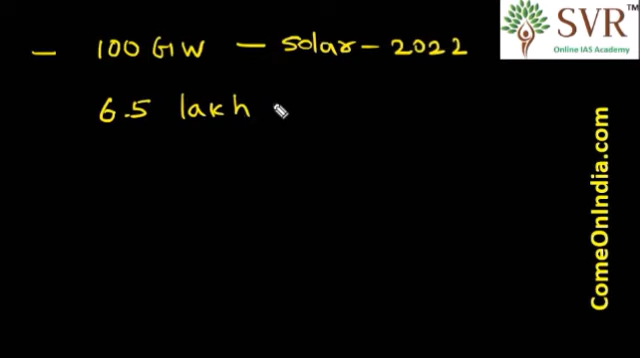 – 100 GW – Solar – 2022
6.5 lakh
SVR™
Online IAS Academy
ComeOnIndia.com